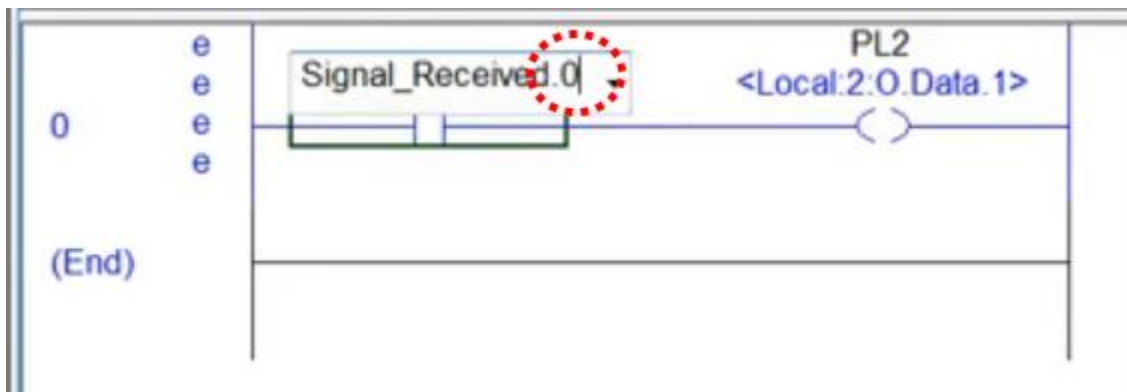 e
e
0 e
e
Signal_Received.0
PL2
<Local:2:O.Data.1>
(End)